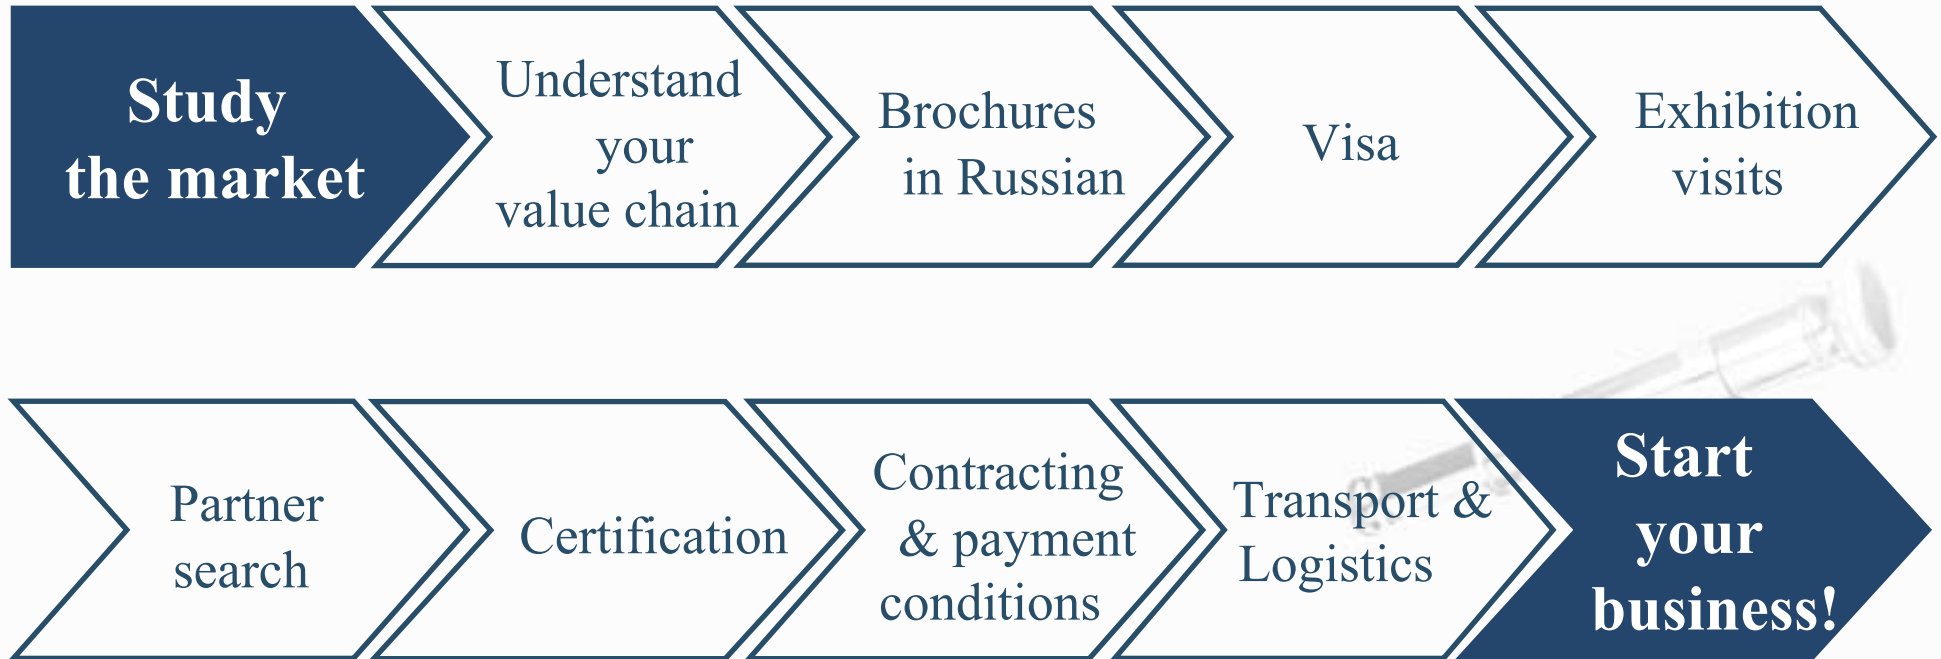 Study
the market
Understand
your
value chain
Brochures
in Russian
Visa
Exhibition
visits
Partner
search
Certification
Contracting
& payment
conditions
Transport &
Logistics
Start
your
business!